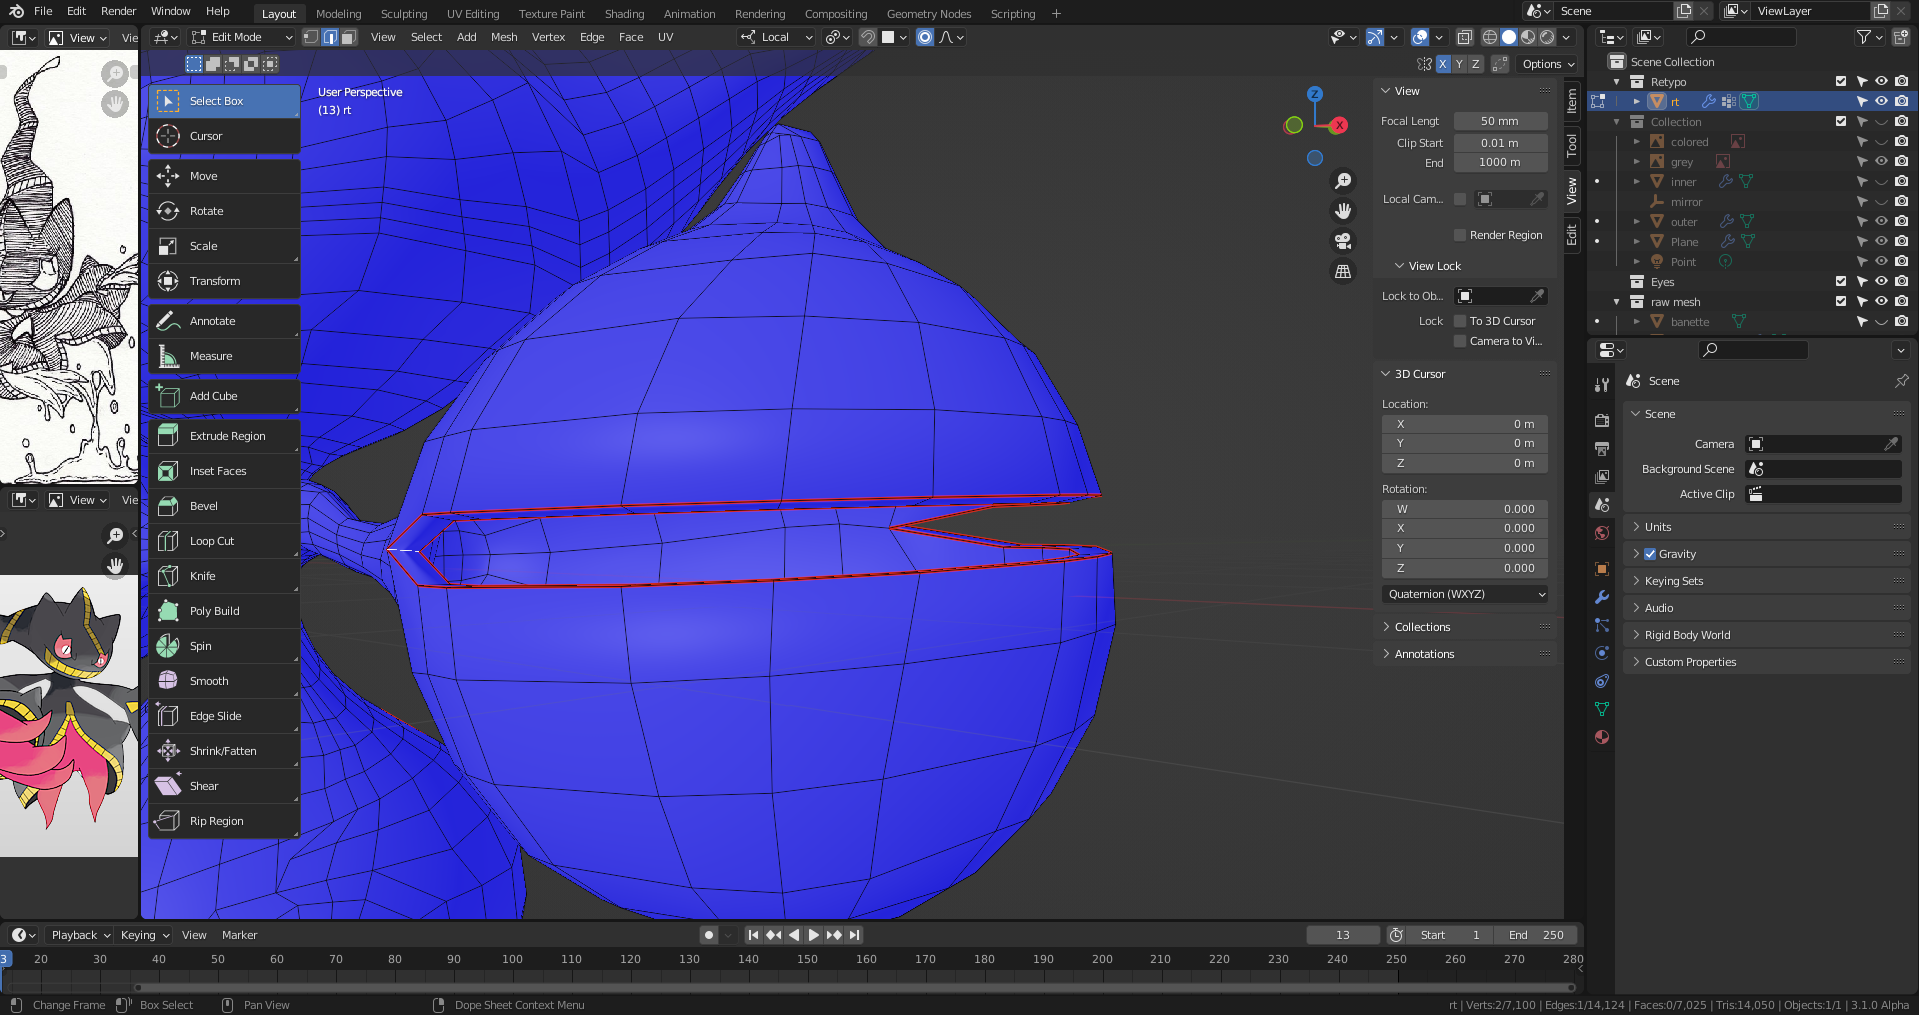 File Edit Render Window Help
Layout Modeling Sculpting UV Editing Texture Paint Shading Animation Rendering Compositing Geometry Nodes Scripting +
Scene ViewLayer
View Vie
Edit Mode View Select Add Mesh Vertex Edge Face UV Local
X Y Z Options
User Perspective
(13) rt
Select Box
Cursor
Move
Rotate
Scale
Transform
Annotate
Measure
Add Cube
Extrude Region
Inset Faces
Bevel
Loop Cut
Knife
Poly Build
Spin
Smooth
Edge Slide
Shrink/Fatten
Shear
Rip Region
View Vie
Z
X
View
Focal Lengt 50 mm
Clip Start 0.01 m
End 1000 m
Local Cam...
Render Region
View Lock
Lock to Ob...
Lock To 3D Cursor
Camera to Vi...
3D Cursor
Location:
X 0 m
Y 0 m
Z 0 m
Rotation:
W 0.000
X 0.000
Y 0.000
Z 0.000
Quaternion (WXYZ)
Collections
Annotations
Item
Tool
View
Edit
Scene Collection
Retypo
rt
Collection
colored
grey
inner
mirror
outer
Plane
Point
Eyes
raw mesh
banette
Scene
Scene
Camera
Background Scene
Active Clip
Units
Gravity
Keying Sets
Audio
Rigid Body World
Custom Properties
Playback Keying View Marker
13 Start 1 End 250
3 20 30 40 50 60 70 80 90 100 110 120 130 140 150 160 170 180 190 200 210 220 230 240 250 260 270 280
Change Frame Box Select Pan View Dope Sheet Context Menu
rt | Verts:2/7,100 | Edges:1/14,124 | Faces:0/7,025 | Tris:14,050 | Objects:1/1 | 3.1.0 Alpha